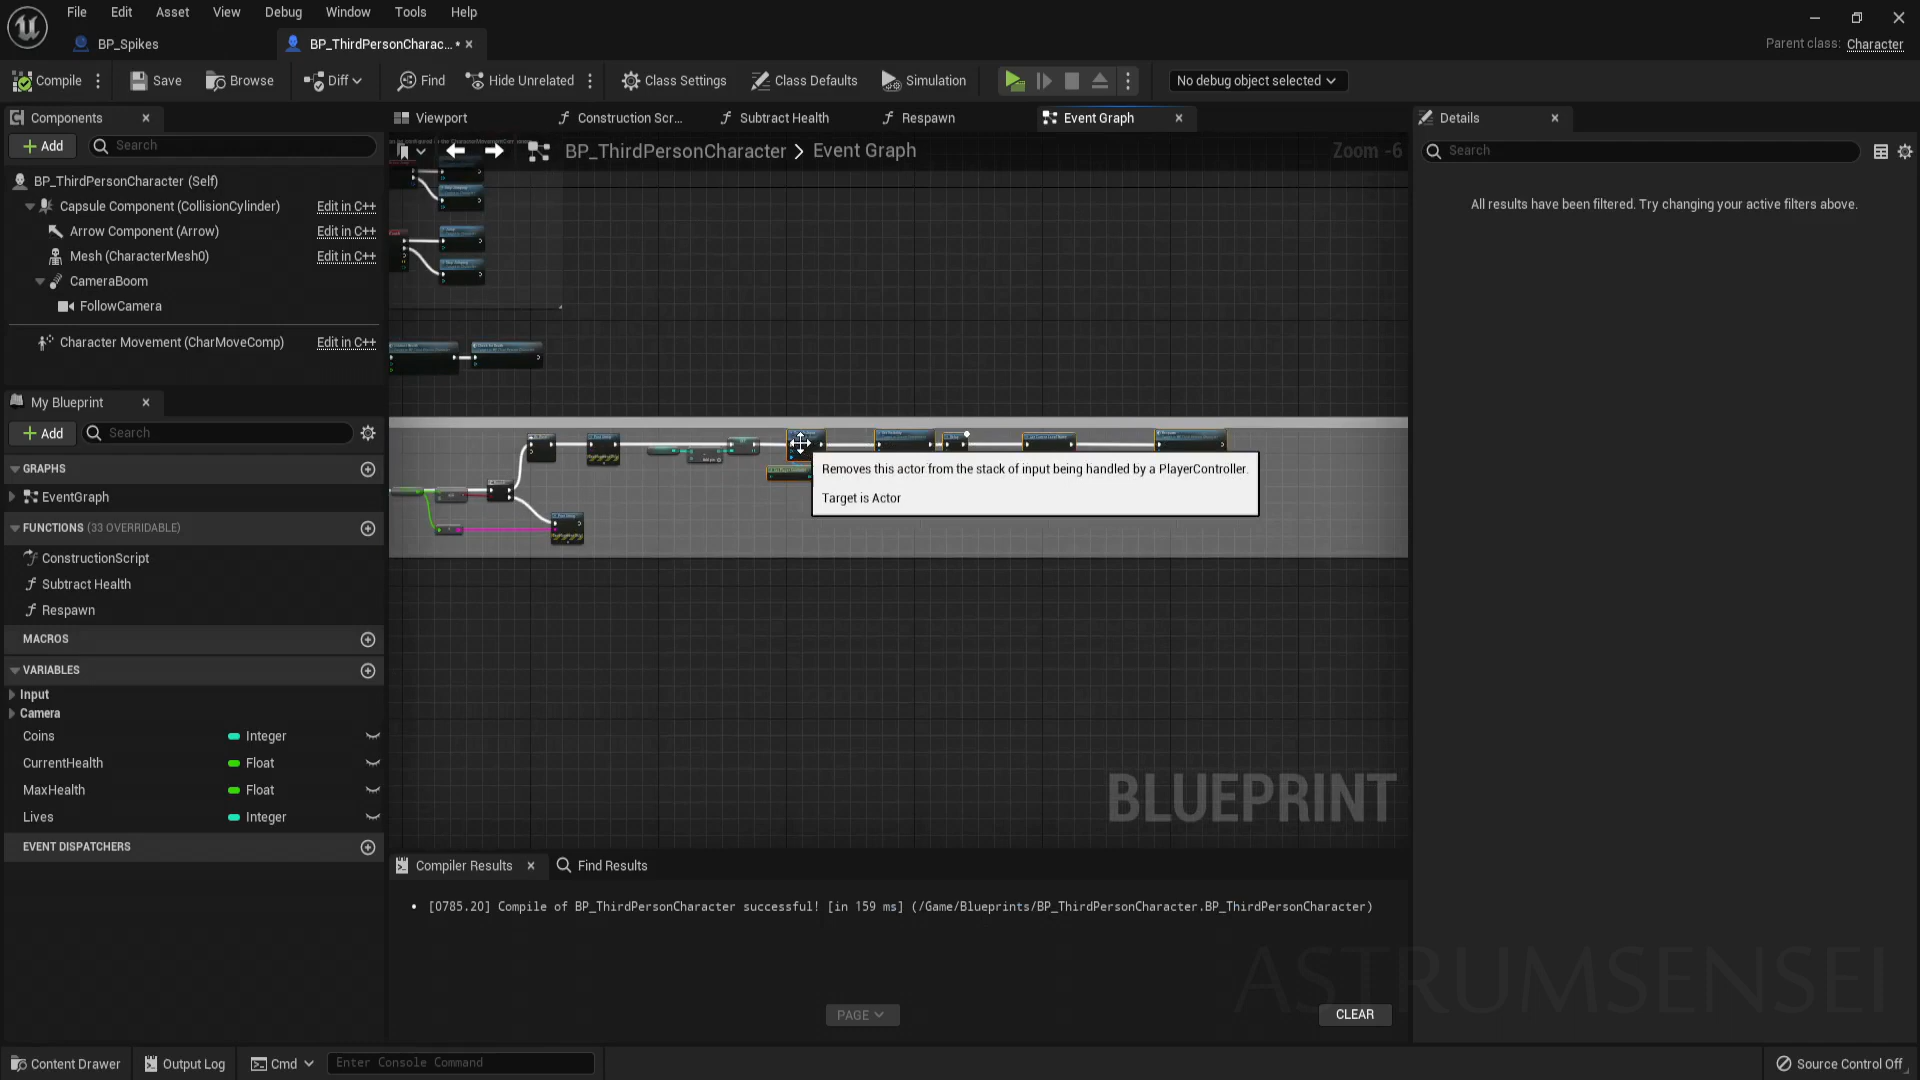 File Edit Asset View Debug Window Tools Help
BP_Spikes
BP_ThirdPersonCharac... •
Parent class: Character
Compile Save Browse Diff Find Hide Unrelated Class Settings Class Defaults Simulation No debug object selected
Components
Add Search
BP_ThirdPersonCharacter (Self)
Capsule Component (CollisionCylinder) Edit in C++
Arrow Component (Arrow) Edit in C++
Mesh (CharacterMesh0) Edit in C++
CameraBoom
FollowCamera
Character Movement (CharMoveComp) Edit in C++
My Blueprint
Add Search
GRAPHS
EventGraph
FUNCTIONS (33 OVERRIDABLE)
ConstructionScript
Subtract Health
Respawn
MACROS
VARIABLES
Input
Camera
Coins Integer
CurrentHealth Float
MaxHealth Float
Lives Integer
EVENT DISPATCHERS
Viewport Construction Scr... Subtract Health Respawn Event Graph
BP_ThirdPersonCharacter > Event Graph
Zoom -6
Removes this actor from the stack of input being handled by a PlayerController.
Target is Actor
BLUEPRINT
Compiler Results Find Results
[0785.20] Compile of BP_ThirdPersonCharacter successful! [in 159 ms] (/Game/Blueprints/BP_ThirdPersonCharacter.BP_ThirdPersonCharacter)
PAGE CLEAR
Details
Search
All results have been filtered. Try changing your active filters above.
ASTRUMSENSEI
Content Drawer Output Log Cmd Enter Console Command Source Control Off